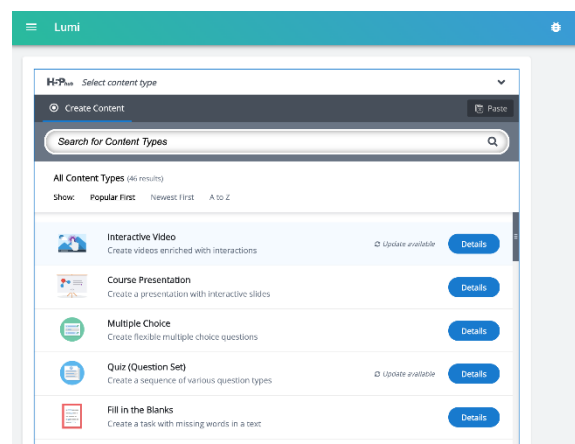 Lumi
H5P hub Select content type
Create Content Paste
Search for Content Types
All Content Types (46 results)
Show: Popular First Newest First A to Z
Interactive Video
Create videos enriched with interactions
Update available Details
Course Presentation
Create a presentation with interactive slides
Details
Multiple Choice
Create flexible multiple choice questions
Details
Quiz (Question Set)
Create a sequence of various question types
Update available Details
Fill in the Blanks
Create a task with missing words in a text
Details